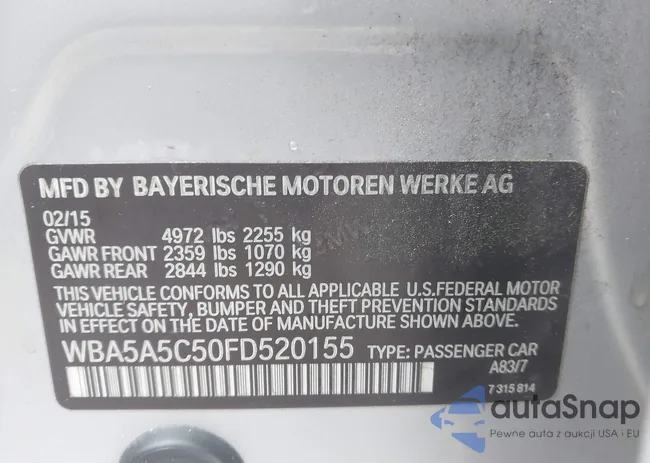 MFD BY BAYERISCHE MOTOREN WERKE AG
02/15
GVWR 4972 lbs 2255 kg
GAWR FRONT 2359 lbs 1070 kg
GAWR REAR 2844 lbs 1290 kg
THIS VEHICLE CONFORMS TO ALL APPLICABLE U.S.FEDERAL MOTOR
VEHICLE SAFETY, BUMPER AND THEFT PREVENTION STANDARDS
IN EFFECT ON THE DATE OF MANUFACTURE SHOWN ABOVE.
WBA5A5C50FD520155 TYPE: PASSENGER CAR
A83/7
7 315 814
autoSnap
Pewne auta z aukcji USA i EU